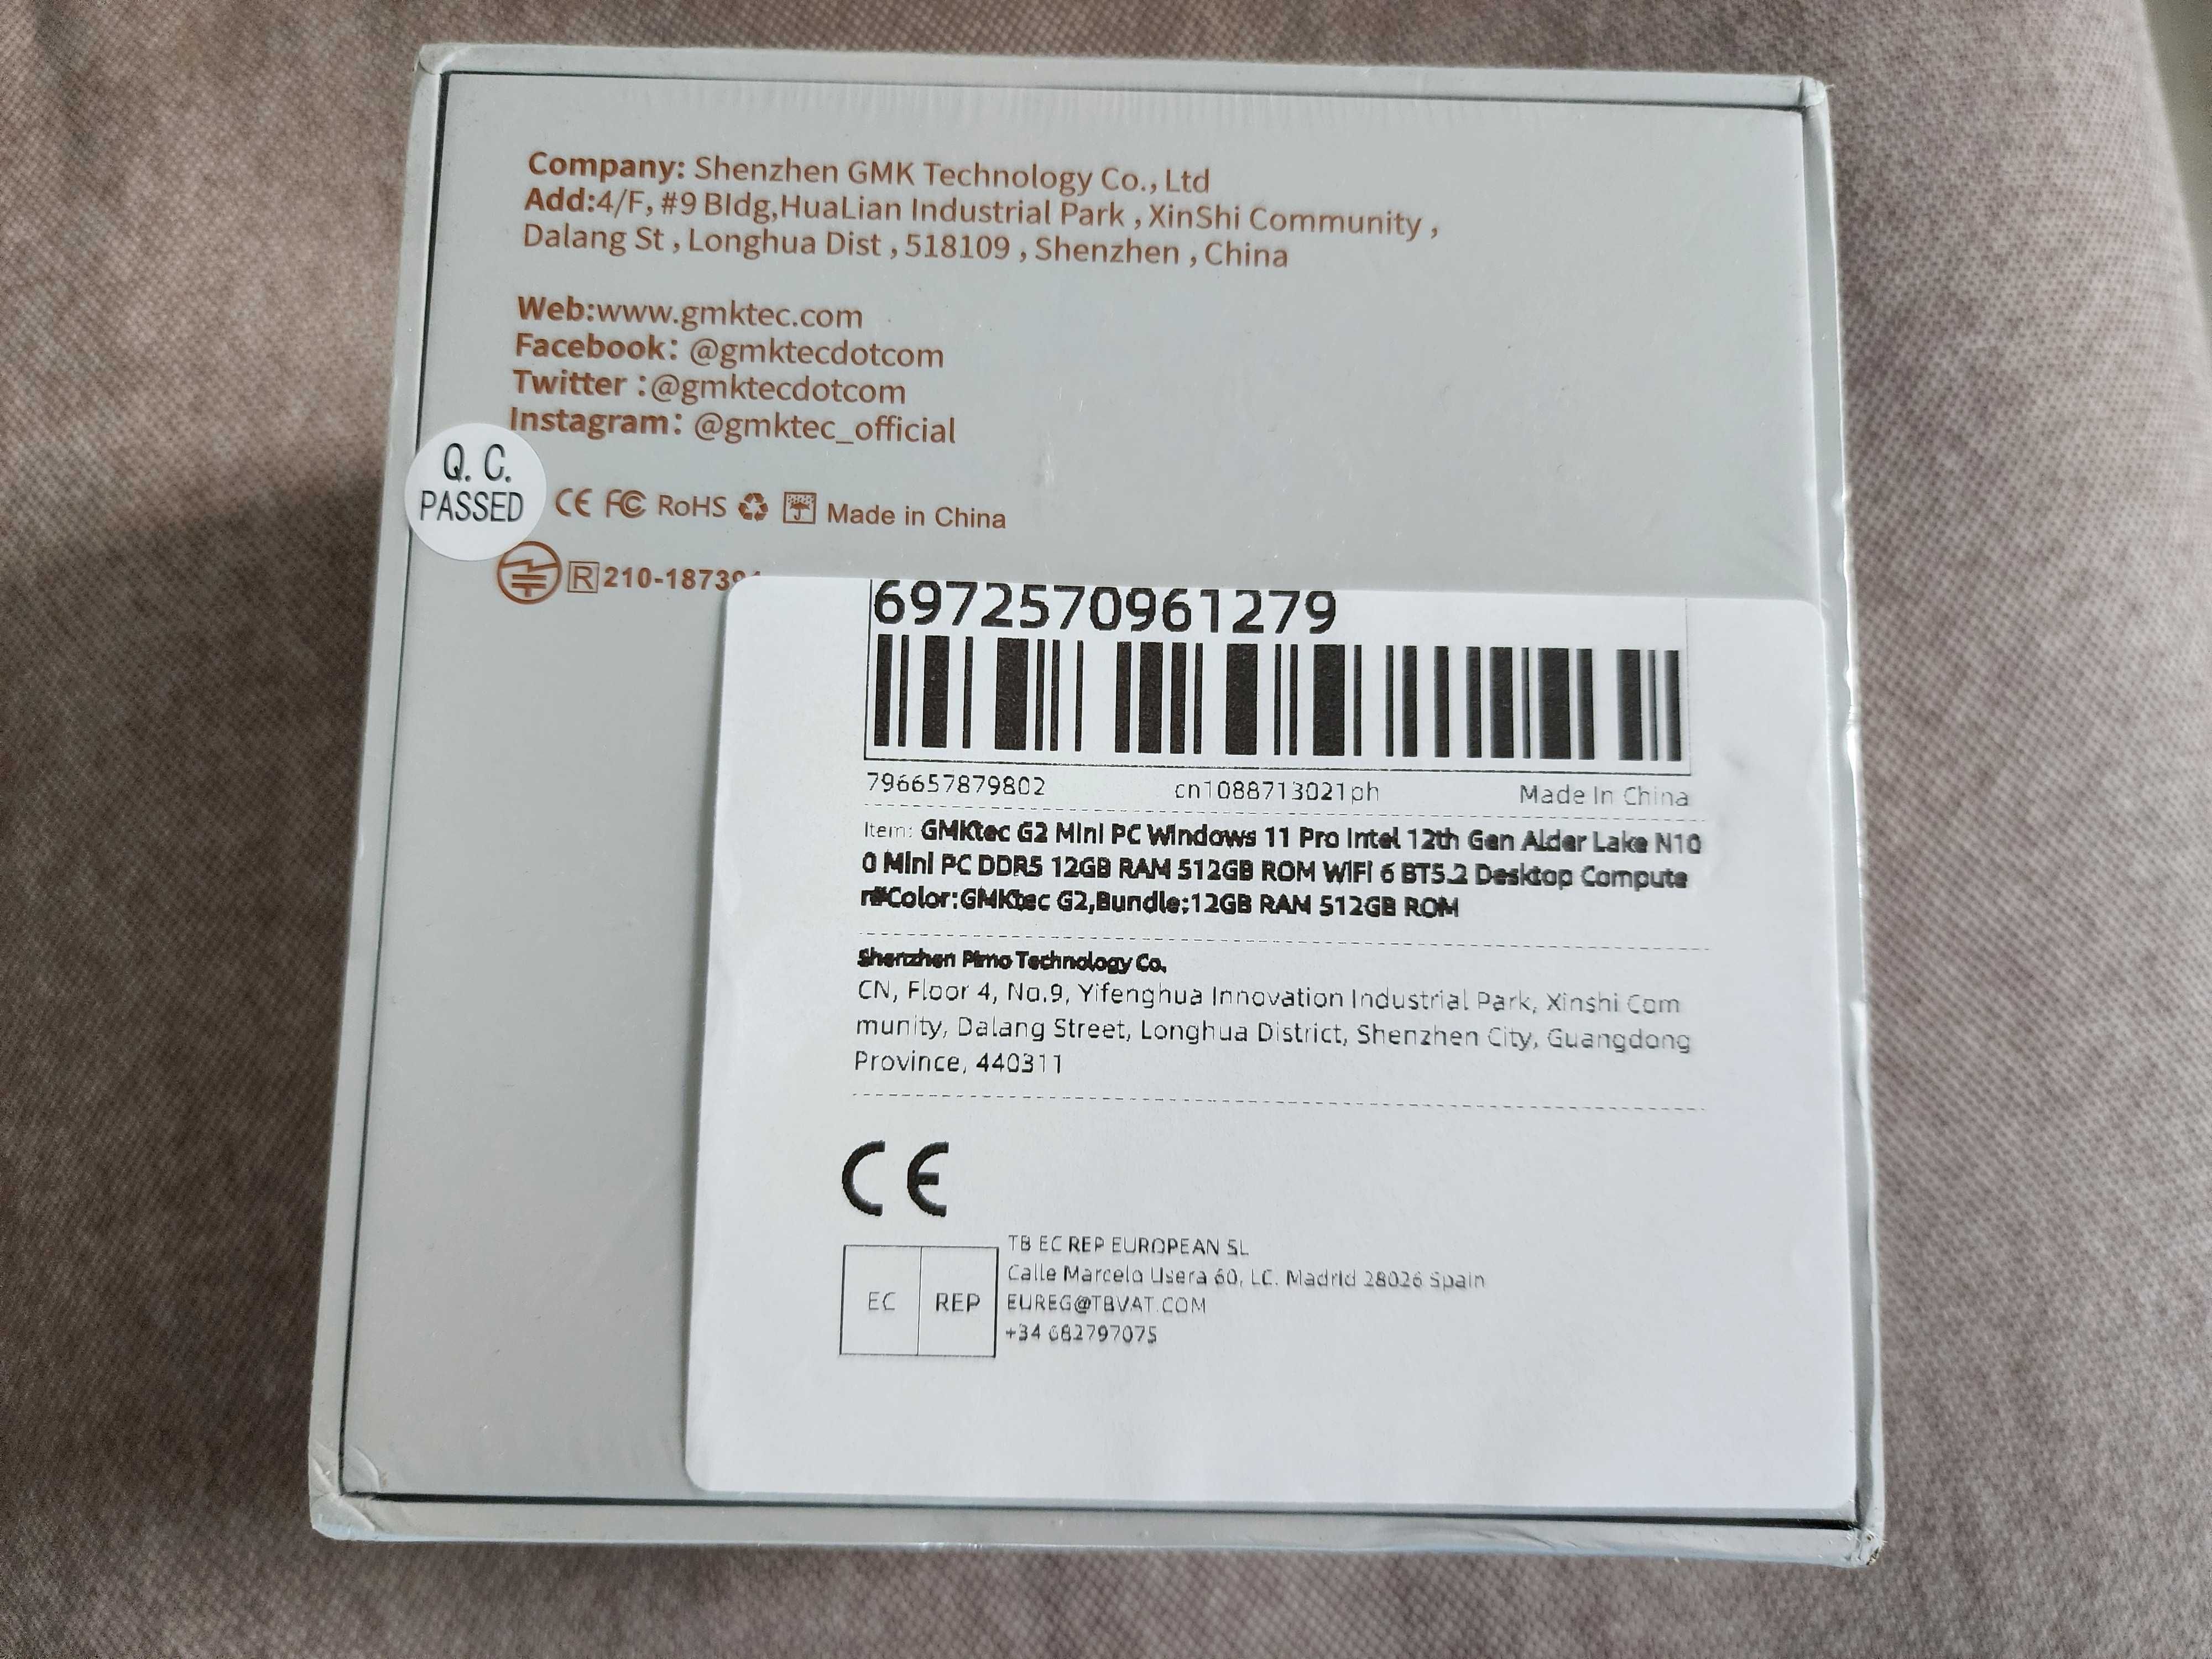 Company: Shenzhen GMK Technology Co., Ltd
Add:4/F, #9 Bldg,HuaLian Industrial Park , XinShi Community ,
Dalang St , Longhua Dist , 518109 , Shenzhen , China
Web:www.gmktec.com
Facebook: @gmktecdotcom
Twitter :@gmktecdotcom
Instagram: @gmktec_official
Q. C.
PASSED
CE FC RoHS Made in China
R 210-18739
6972570961279
796657879802 cn1088713021ph Made In China
Item: GMKtec G2 Mini PC Windows 11 Pro Intel 12th Gen Alder Lake N10
0 Mini PC DDR5 12GB RAM 512GB ROM WiFi 6 BT5.2 Desktop Compute
r#Color:GMKtec G2,Bundle:12GB RAM 512GB ROM
Shenzhen Pimo Technology Co.
CN, Floor 4, No.9, Yifenghua Innovation Industrial Park, Xinshi Com
munity, Dalang Street, Longhua District, Shenzhen City, Guangdong
Province, 440311
CE
EC REP
TB EC REP EUROPEAN SL
Calle Marcelo Usera 60, LC. Madrid 28026 Spain
EUREG@TBVAT.COM
+34 682797075